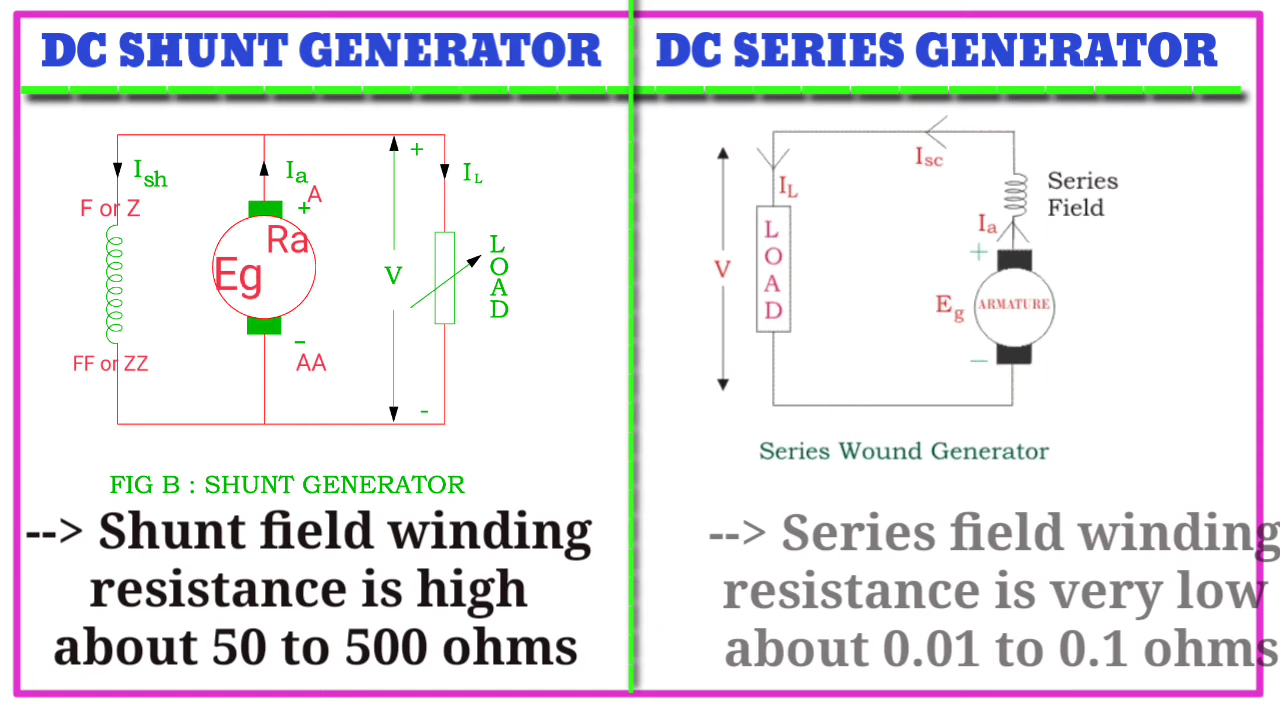 DC SHUNT GENERATOR
Ish
F or Z
FF or ZZ
Ia
A
+
Ra
Eg
-
AA
+
V
-
IL
LOAD
FIG B : SHUNT GENERATOR
--> Shunt field winding
resistance is high
about 50 to 500 ohms
DC SERIES GENERATOR
Isc
IL
V
LOAD
Series
Field
Ia
+
Eg
ARMATURE
-
Series Wound Generator
--> Series field winding
resistance is very low
about 0.01 to 0.1 ohms